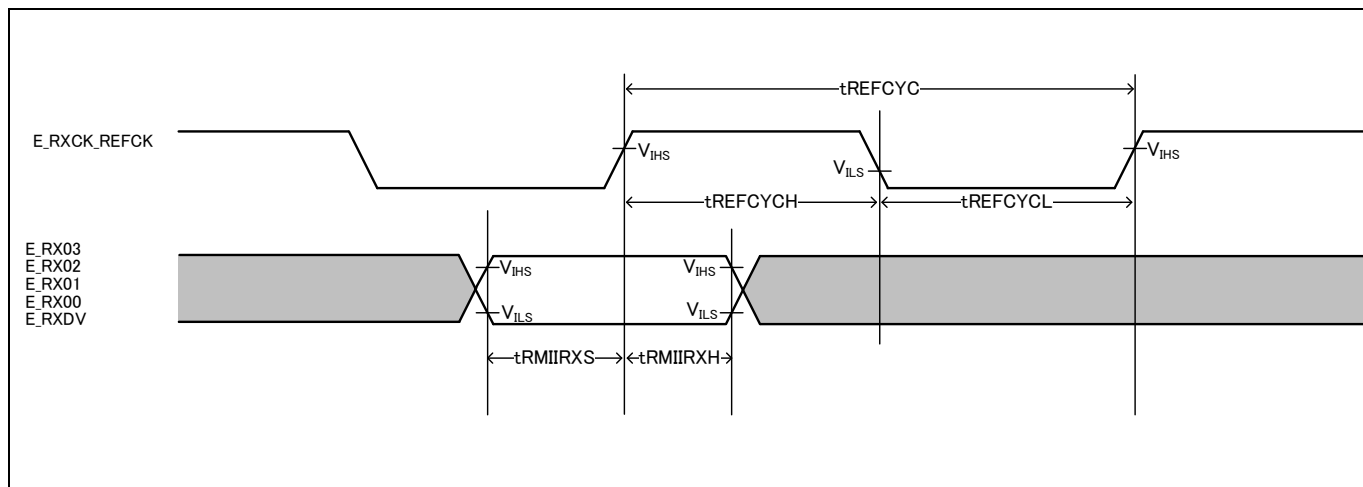 tREFCYC
E_RXCK_REFCK
VIHS
VILS
VIHS
tREFCYCH
tREFCYCL
E_RX03
E_RX02
E_RX01
E_RX00
E_RXDV
VIHS
VIHS
VILS
VILS
tRMIIRXS
tRMIIRXH